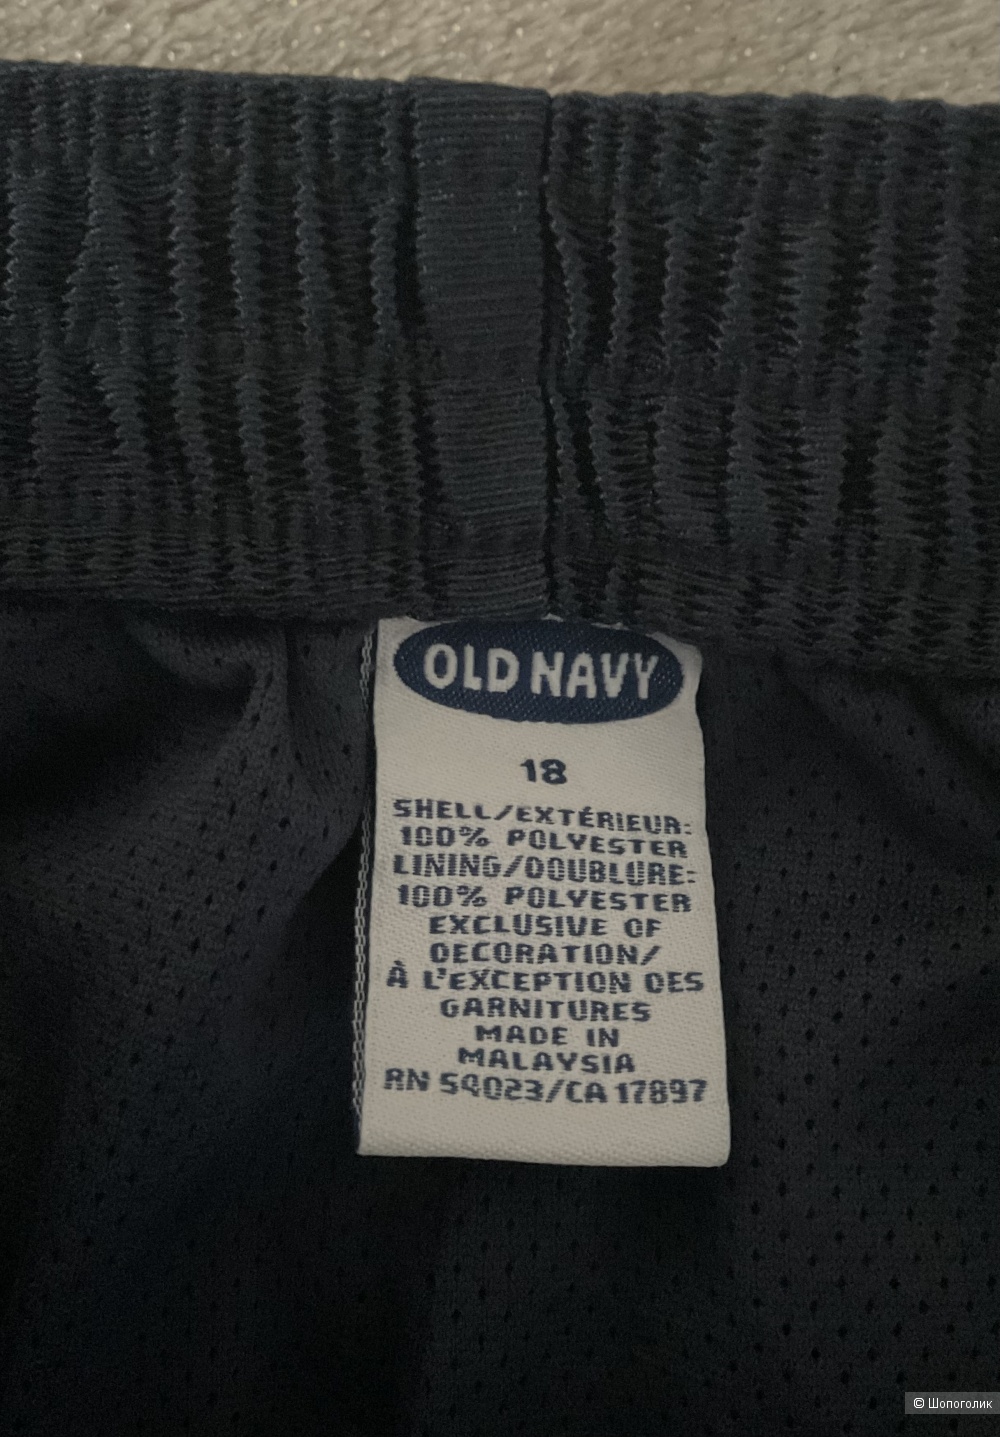 OLD NAVY
18
SHELL/EXTÉRIEUR:
100% POLYESTER
LINING/DOUBLURE:
100% POLYESTER
EXCLUSIVE OF
DECORATION/
À L'EXCEPTION DES
GARNITURES
MADE IN
MALAYSIA
RN 54023/CA 17897
© Шопоголик